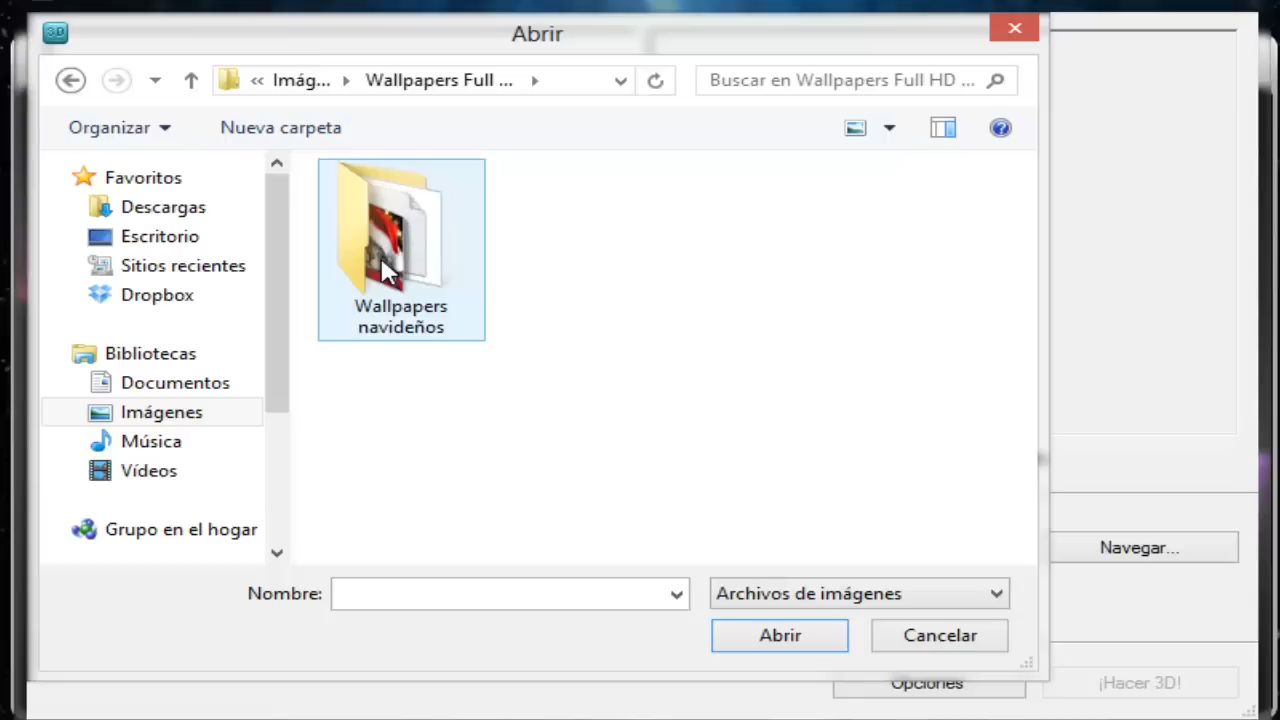 3D
Abrir
« Imág... Wallpapers Full ...
Buscar en Wallpapers Full HD ...
Organizar
Nueva carpeta
Favoritos
Descargas
Escritorio
Sitios recientes
Dropbox
Bibliotecas
Documentos
Imágenes
Música
Vídeos
Grupo en el hogar
Wallpapers
navideños
Navegar...
Nombre:
Archivos de imágenes
Abrir
Cancelar
Opciones
¡Hacer 3D!